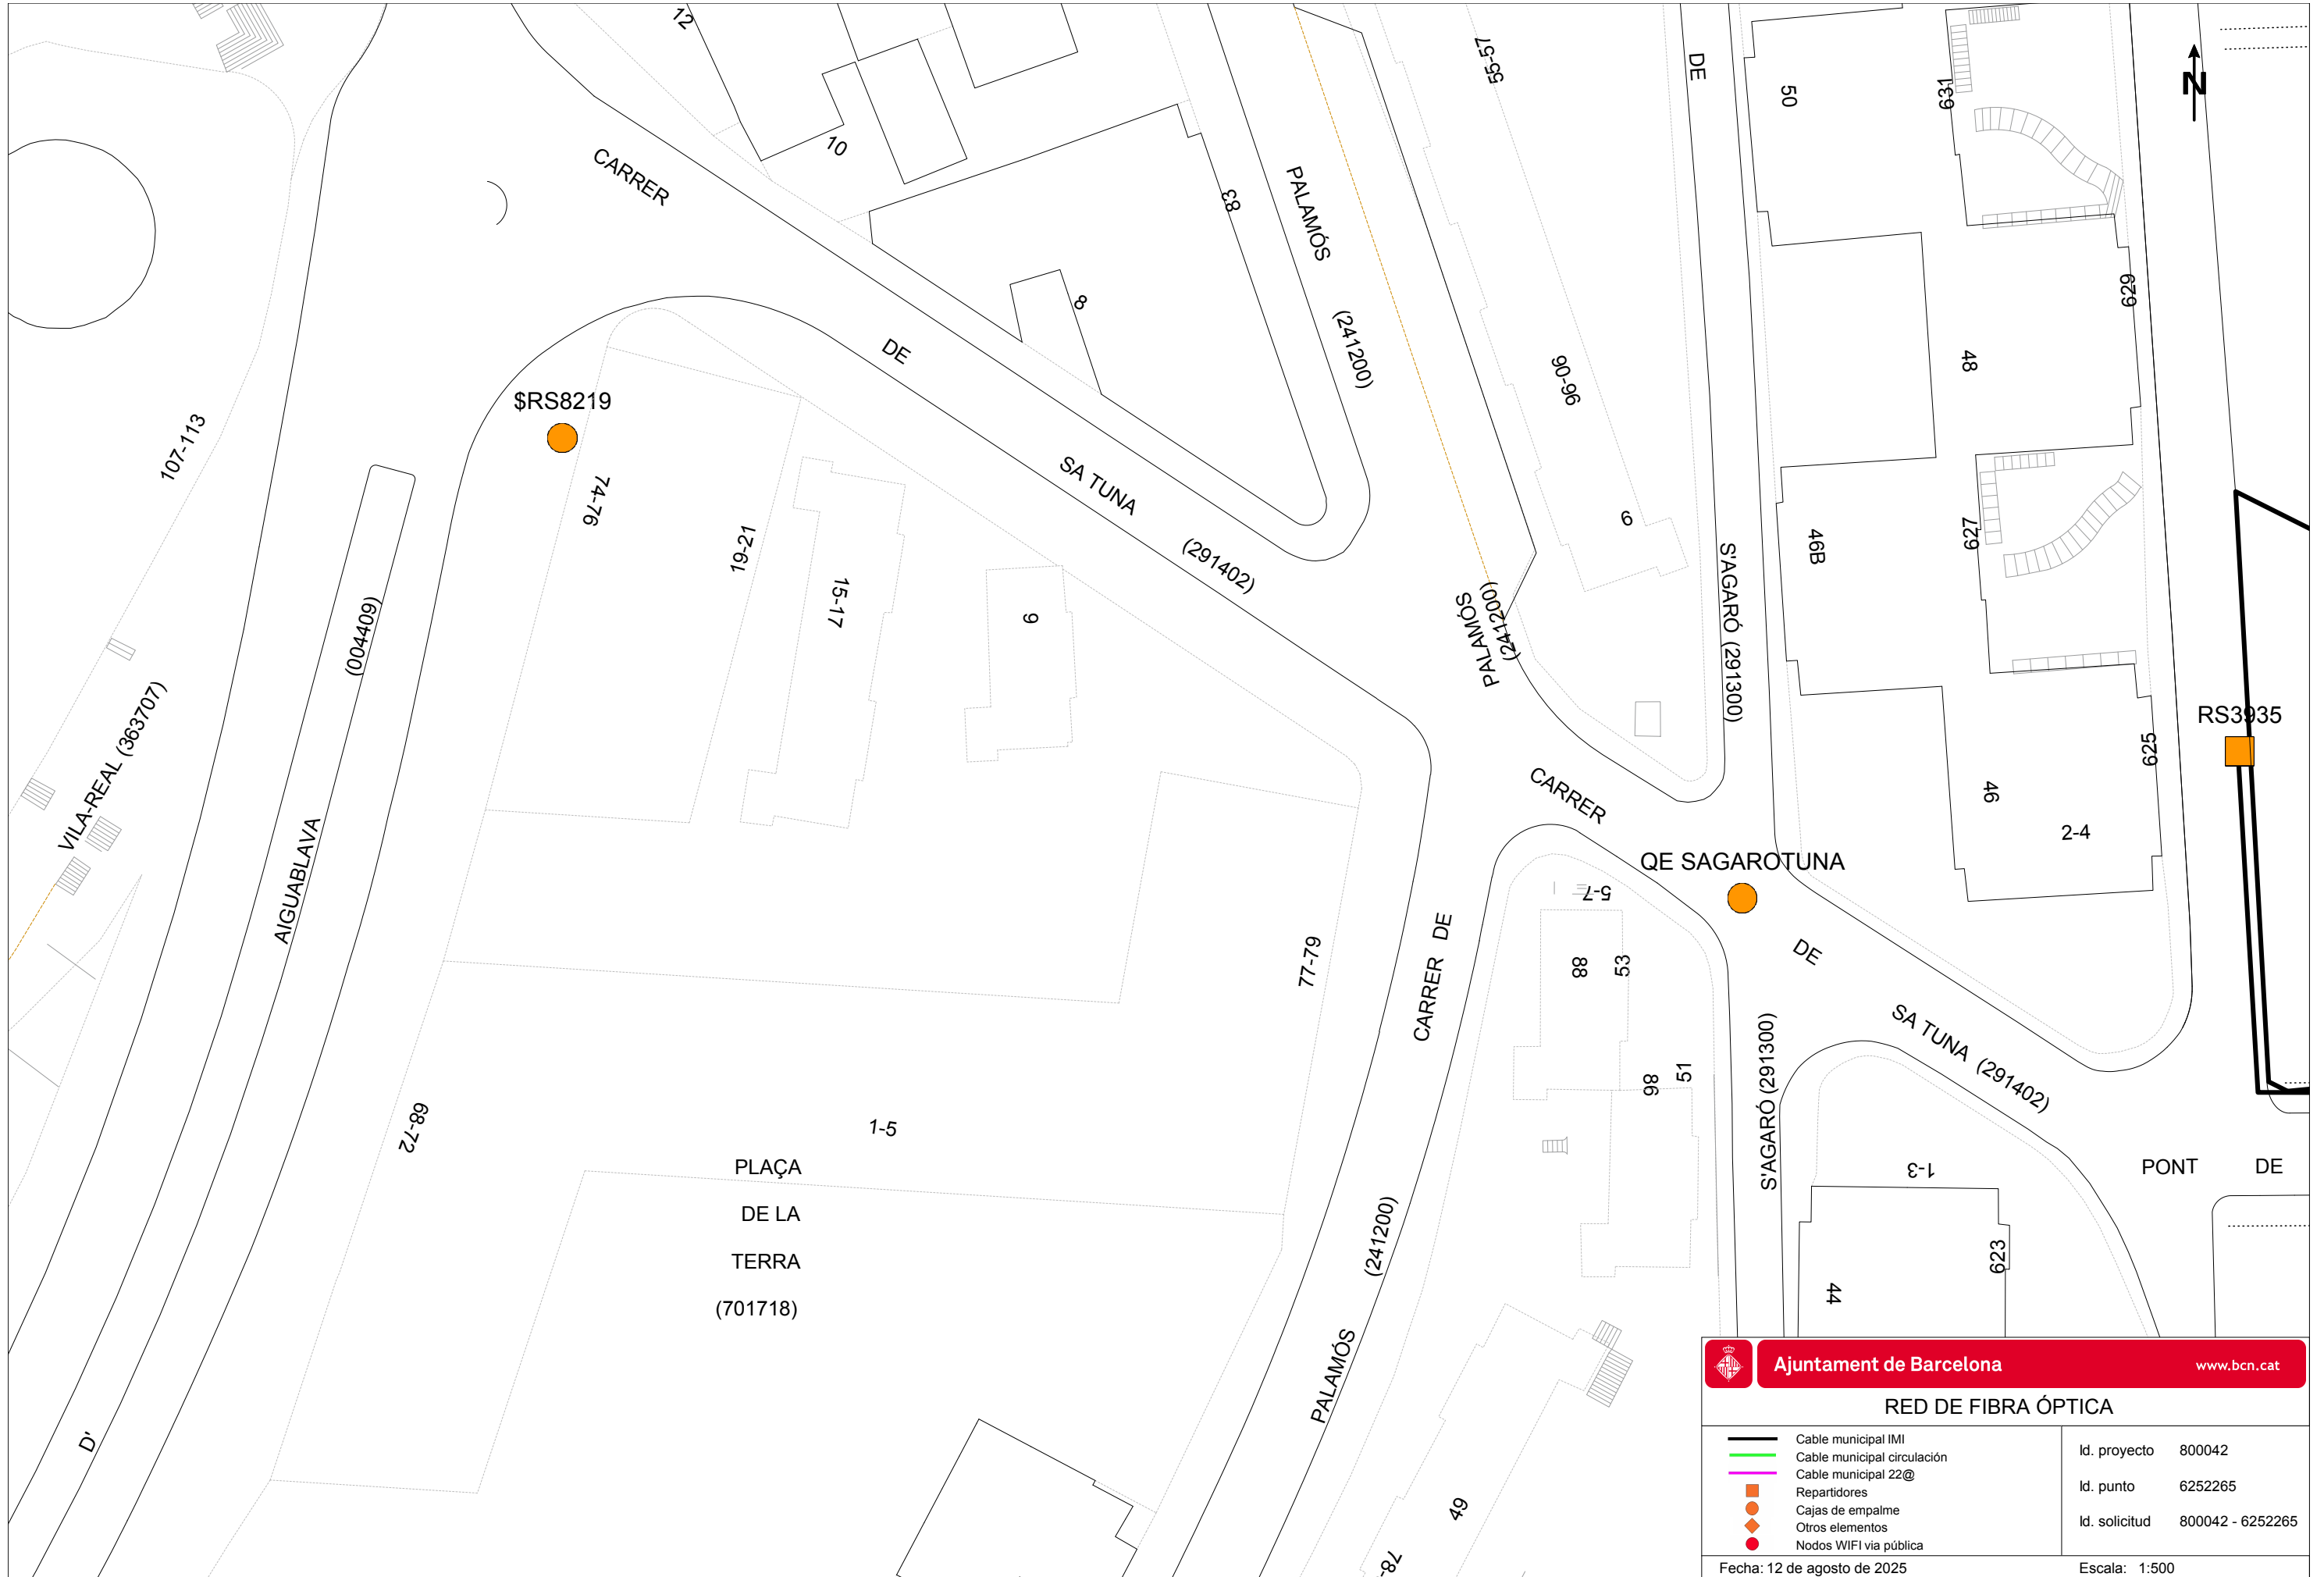 12
55-57
DE
50
631
N
10
CARRER
83
PALAMÓS
(241200)
629
8
DE
48
90-96
$RS8219
107-113
74-76
SA TUNA
(291402)
19-21
15-17
9
9
S'AGARÓ (291300)
46B
627
(004409)
PALAMÓS
(241200)
VILA-REAL (363707)
RS3935
625
CARRER
46
2-4
AIGUABLAVA
QE SAGAROTUNA
5-7
77-79
CARRER DE
88
53
DE
SA TUNA (291402)
S'AGARÓ (291300)
86
51
68-72
1-5
PLAÇA
DE LA
TERRA
(701718)
1-3
PONT DE
(241200)
623
44
PALAMÓS
D'
49
78-
Ajuntament de Barcelona
www.bcn.cat
RED DE FIBRA ÓPTICA
Cable municipal IMI
Cable municipal circulación
Cable municipal 22@
Repartidores
Cajas de empalme
Otros elementos
Nodos WIFI via pública
Id. proyecto 800042
Id. punto 6252265
Id. solicitud 800042 - 6252265
Fecha: 12 de agosto de 2025
Escala: 1:500